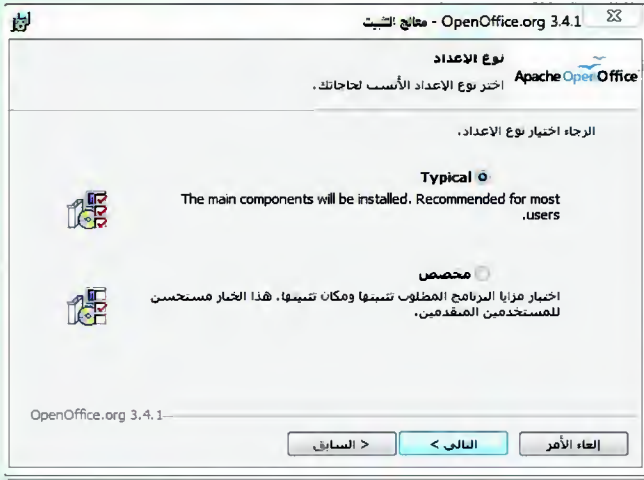 OpenOffice.org 3.4.1 - معالج التثبيت
نوع الإعداد
اختر نوع الإعداد الأنسب لحاجاتك.
Apache OpenOffice
الرجاء اختيار نوع الإعداد.
Typical
The main components will be installed. Recommended for most
.users
مخصص
اختيار مزايا البرنامج المطلوب تثبيتها ومكان تثبيتها. هذا الخيار مستحسن
للمستخدمين المتقدمين.
OpenOffice.org 3.4.1
إلغاء الأمر
التالي >
< السابق